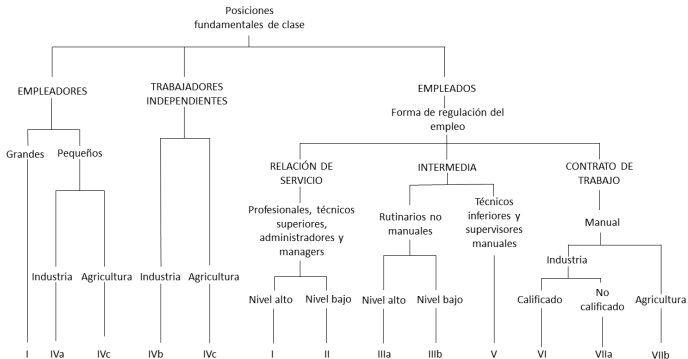 Posiciones
fundamentales de clase
EMPLEADORES
TRABAJADORES
INDEPENDIENTES
EMPLEADOS
Forma de regulación del
empleo
Grandes
Pequeños
RELACIÓN DE
SERVICIO
INTERMEDIA
CONTRATO DE
TRABAJO
Profesionales, técnicos
superiores,
administradores y
managers
Rutinarios no
manuales
Técnicos
inferiores y
supervisores
manuales
Manual
Industria
Industria
Agricultura
Industria
Agricultura
Nivel alto
Nivel bajo
Nivel alto
Nivel bajo
Calificado
No
calificado
Agricultura
I
IVa
IVc
IVb
IVc
I
II
IIIa
IIIb
V
VI
VIIa
VIIb